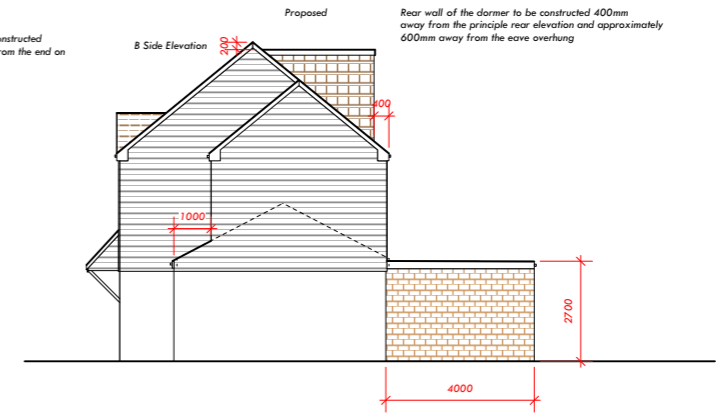 Proposed
Rear wall of the dormer to be constructed 400mm
away from the principle rear elevation and approximately
600mm away from the eave overhung
onstructed
rom the end on
B Side Elevation
200
400
1000
2700
4000